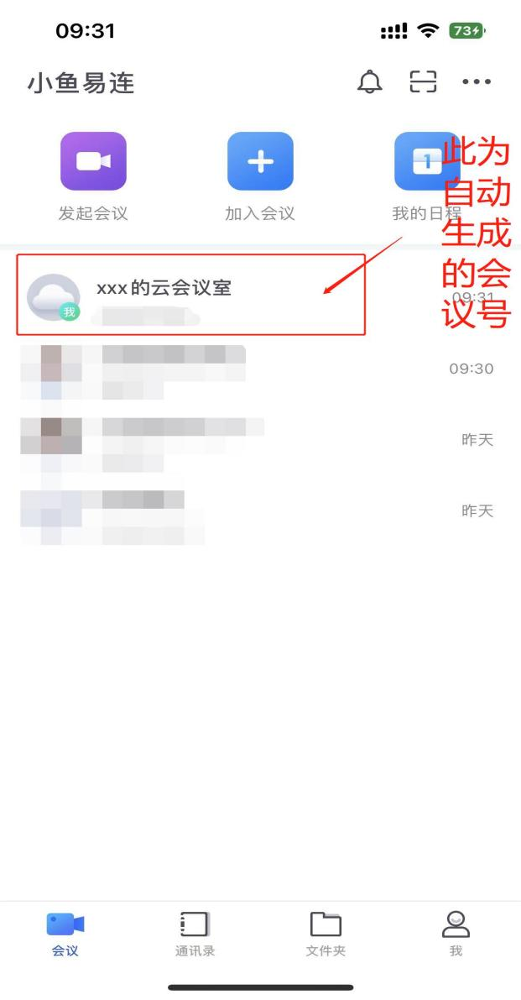 09:31
73
小鱼易连
发起会议
加入会议
1
我的日程
此为
自动
生成
的会
议号
xxx的云会议室
我
09:31
09:30
昨天
昨天
会议
通讯录
文件夹
我